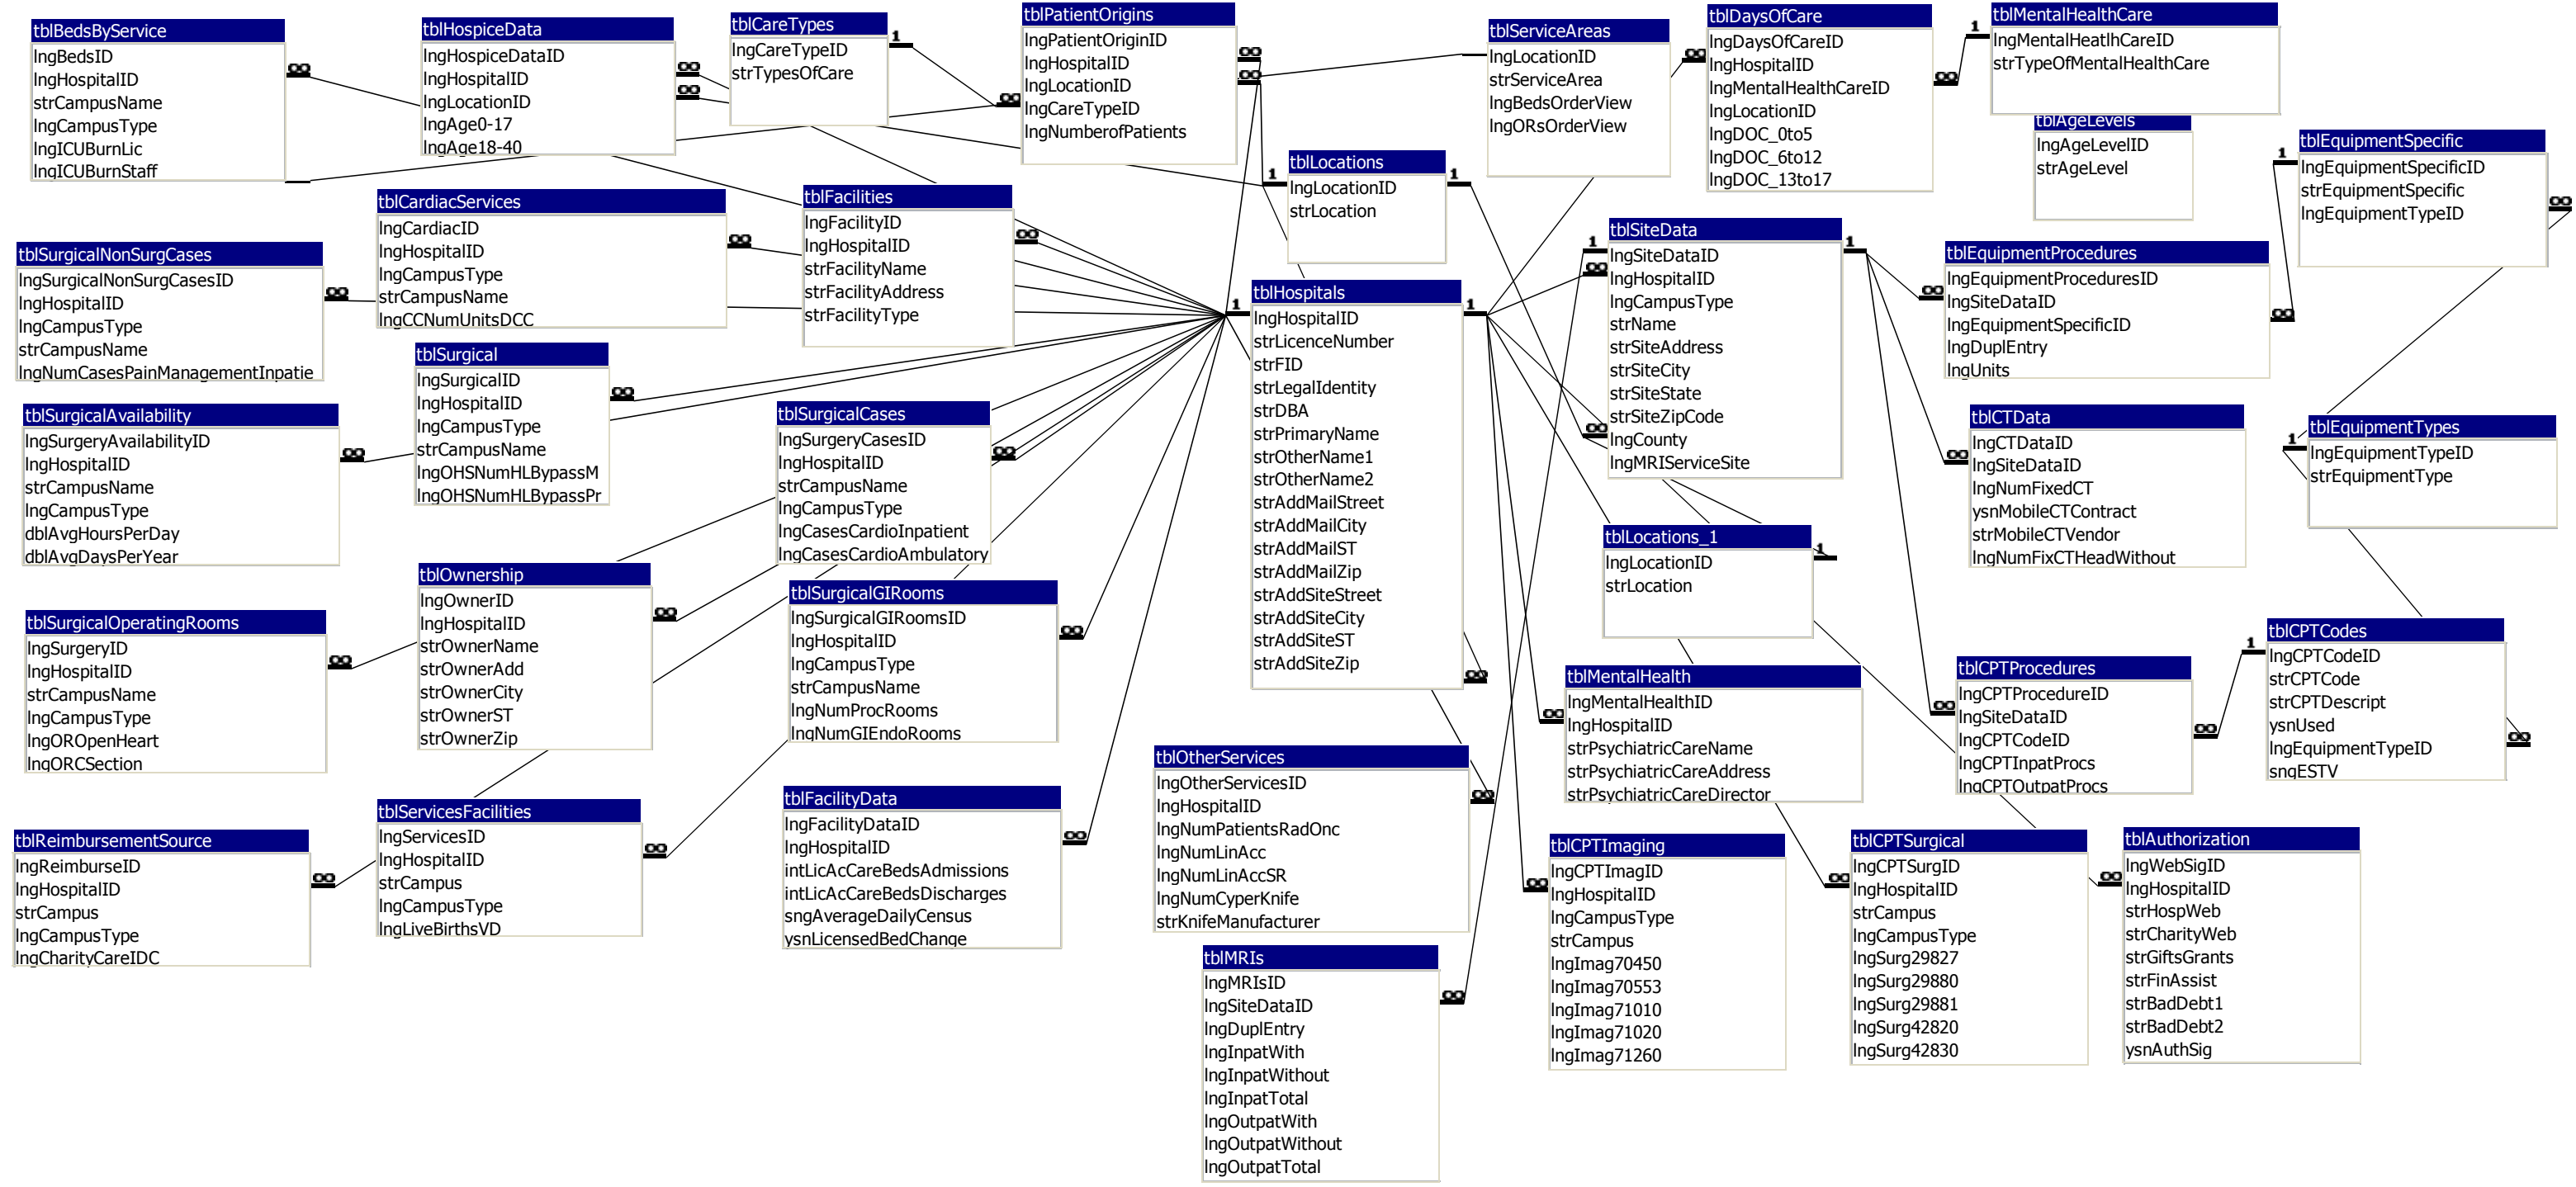 tblBedsByService
lngBedsID
lngHospitalID
strCampusName
lngCampusType
lngICUBurnLic
lngICUBurnStaff
tblHospiceData
lngHospiceDataID
lngHospitalID
lngLocationID
lngAge0-17
lngAge18-40
tblCareTypes
lngCareTypeID
strTypesOfCare
1
tblPatientOrigins
lngPatientOriginID
lngHospitalID
lngLocationID
lngCareTypeID
lngNumberofPatients
tblServiceAreas
lngLocationID
strServiceArea
lngBedsOrderView
lngORsOrderView
tblDaysOfCare
lngDaysOfCareID
lngHospitalID
lngMentalHealthCareID
lngLocationID
lngDOC_0to5
lngDOC_6to12
lngDOC_13to17
1
tblMentalHealthCare
lngMentalHeatlhCareID
strTypeOfMentalHealthCare
tblAgeLevels
lngAgeLevelID
strAgeLevel
1
tblEquipmentSpecific
lngEquipmentSpecificID
strEquipmentSpecific
lngEquipmentTypeID
tblLocations
1
lngLocationID
1
strLocation
tblCardiacServices
lngCardiacID
lngHospitalID
lngCampusType
strCampusName
lngCCNumUnitsDCC
tblFacilities
lngFacilityID
lngHospitalID
strFacilityName
strFacilityAddress
strFacilityType
tblSurgicalNonSurgCases
lngSurgicalNonSurgCasesID
lngHospitalID
lngCampusType
strCampusName
lngNumCasesPainManagementInpatie
1
tblHospitals
1
lngHospitalID
strLicenceNumber
strFID
strLegalIdentity
strDBA
strPrimaryName
strOtherName1
strOtherName2
strAddMailStreet
strAddMailCity
strAddMailST
strAddMailZip
strAddSiteStreet
strAddSiteCity
strAddSiteST
strAddSiteZip
1
tblSiteData
1
lngSiteDataID
lngHospitalID
lngCampusType
strName
strSiteAddress
strSiteCity
strSiteState
strSiteZipCode
lngCounty
lngMRIServiceSite
tblEquipmentProcedures
lngEquipmentProceduresID
lngSiteDataID
lngEquipmentSpecificID
lngDuplEntry
lngUnits
tblSurgical
lngSurgicalID
lngHospitalID
lngCampusType
strCampusName
lngOHSNumHLBypassM
lngOHSNumHLBypassPr
tblSurgicalAvailability
lngSurgeryAvailabilityID
lngHospitalID
strCampusName
lngCampusType
dblAvgHoursPerDay
dblAvgDaysPerYear
tblSurgicalCases
lngSurgeryCasesID
lngHospitalID
strCampusName
lngCampusType
lngCasesCardioInpatient
lngCasesCardioAmbulatory
tblCTData
lngCTDataID
lngSiteDataID
lngNumFixedCT
ysnMobileCTContract
strMobileCTVendor
lngNumFixCTHeadWithout
1
tblEquipmentTypes
lngEquipmentTypeID
strEquipmentType
tblLocations_1
1
lngLocationID
strLocation
tblOwnership
lngOwnerID
lngHospitalID
strOwnerName
strOwnerAdd
strOwnerCity
strOwnerST
strOwnerZip
tblSurgicalGIRooms
lngSurgicalGIRoomsID
lngHospitalID
lngCampusType
strCampusName
lngNumProcRooms
lngNumGIEndoRooms
tblSurgicalOperatingRooms
lngSurgeryID
lngHospitalID
strCampusName
lngCampusType
lngOROpenHeart
lngORCSection
tblMentalHealth
lngMentalHealthID
lngHospitalID
strPsychiatricCareName
strPsychiatricCareAddress
strPsychiatricCareDirector
tblCPTProcedures
lngCPTProcedureID
lngSiteDataID
lngCPTCodeID
lngCPTInpatProcs
lngCPTOutpatProcs
1
tblCPTCodes
lngCPTCodeID
strCPTCode
strCPTDescript
ysnUsed
lngEquipmentTypeID
sngESTV
tblOtherServices
lngOtherServicesID
lngHospitalID
lngNumPatientsRadOnc
lngNumLinAcc
lngNumLinAccSR
lngNumCyperKnife
strKnifeManufacturer
tblFacilityData
lngFacilityDataID
lngHospitalID
intLicAcCareBedsAdmissions
intLicAcCareBedsDischarges
sngAverageDailyCensus
ysnLicensedBedChange
tblServicesFacilities
lngServicesID
lngHospitalID
strCampus
lngCampusType
lngLiveBirthsVD
tblReimbursementSource
lngReimburseID
lngHospitalID
strCampus
lngCampusType
lngCharityCareIDC
tblCPTImaging
lngCPTImagID
lngHospitalID
lngCampusType
strCampus
lngImag70450
lngImag70553
lngImag71010
lngImag71020
lngImag71260
tblCPTSurgical
lngCPTSurgID
lngHospitalID
strCampus
lngCampusType
lngSurg29827
lngSurg29880
lngSurg29881
lngSurg42820
lngSurg42830
tblAuthorization
lngWebSigID
lngHospitalID
strHospWeb
strCharityWeb
strGiftsGrants
strFinAssist
strBadDebt1
strBadDebt2
ysnAuthSig
tblMRIs
lngMRIsID
lngSiteDataID
lngDuplEntry
lngInpatWith
lngInpatWithout
lngInpatTotal
lngOutpatWith
lngOutpatWithout
lngOutpatTotal